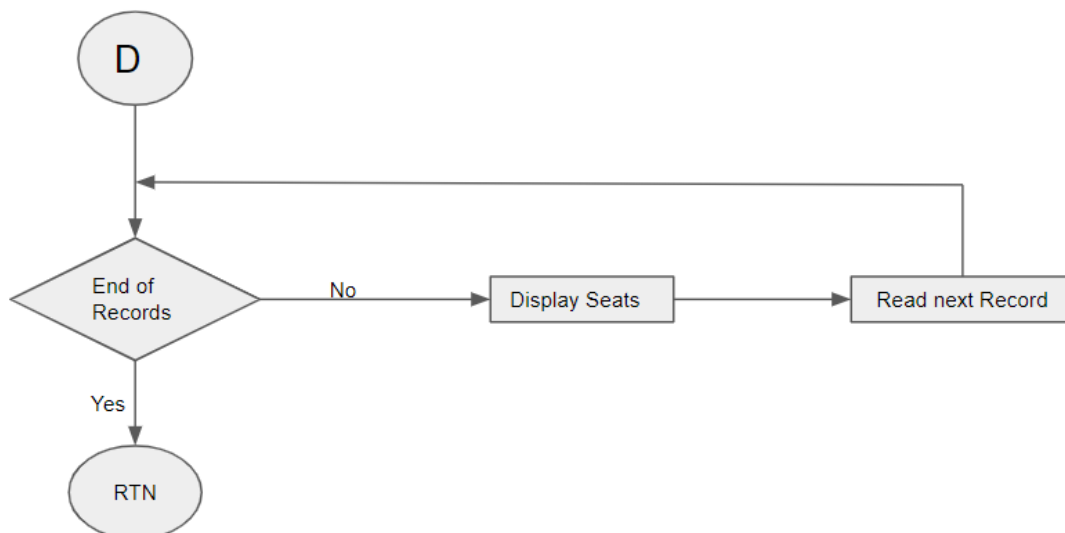 D
End of
Records
No
Display Seats
Read next Record
Yes
RTN